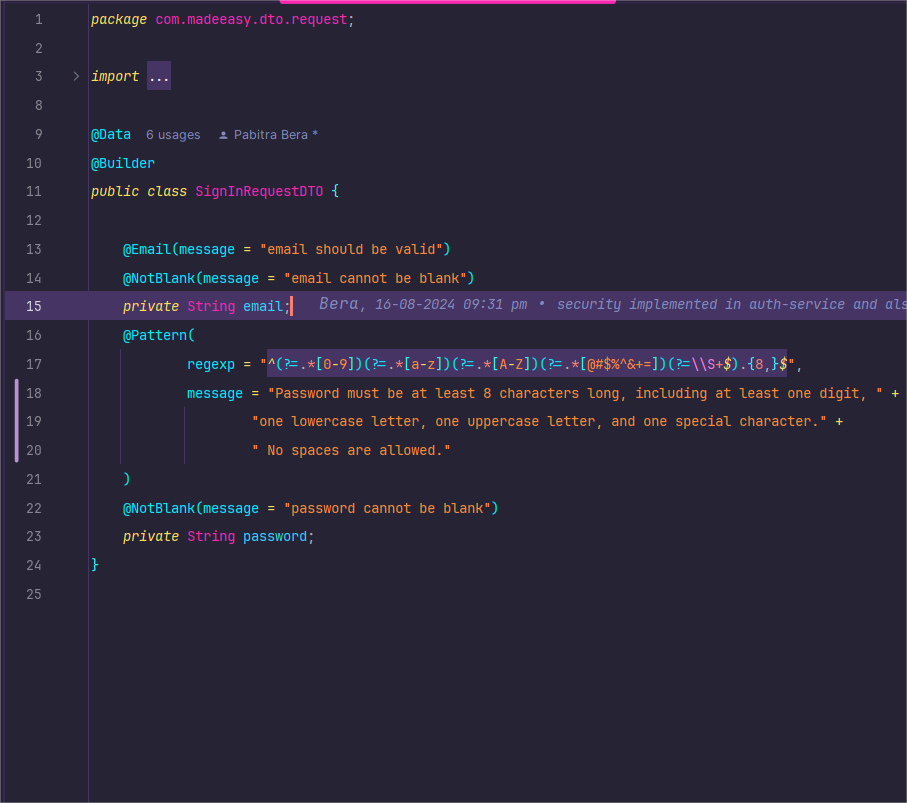 1 package com.madeeasy.dto.request;
2
3 import ...
8
9 @Data 6 usages Pabitra Bera *
10 @Builder
11 public class SignInRequestDTO {
12
13 @Email(message = "email should be valid")
14 @NotBlank(message = "email cannot be blank")
15 private String email; Bera, 16-08-2024 09:31 pm • security implemented in auth-service and als
16 @Pattern(
17 regexp = "^(?=.*[0-9])(?=.*[a-z])(?=.*[A-Z])(?=.*[@#$%^&+=])(?=\\S+$).{8,}$",
18 message = "Password must be at least 8 characters long, including at least one digit, " +
19 "one lowercase letter, one uppercase letter, and one special character." +
20 " No spaces are allowed."
21 )
22 @NotBlank(message = "password cannot be blank")
23 private String password;
24 }
25